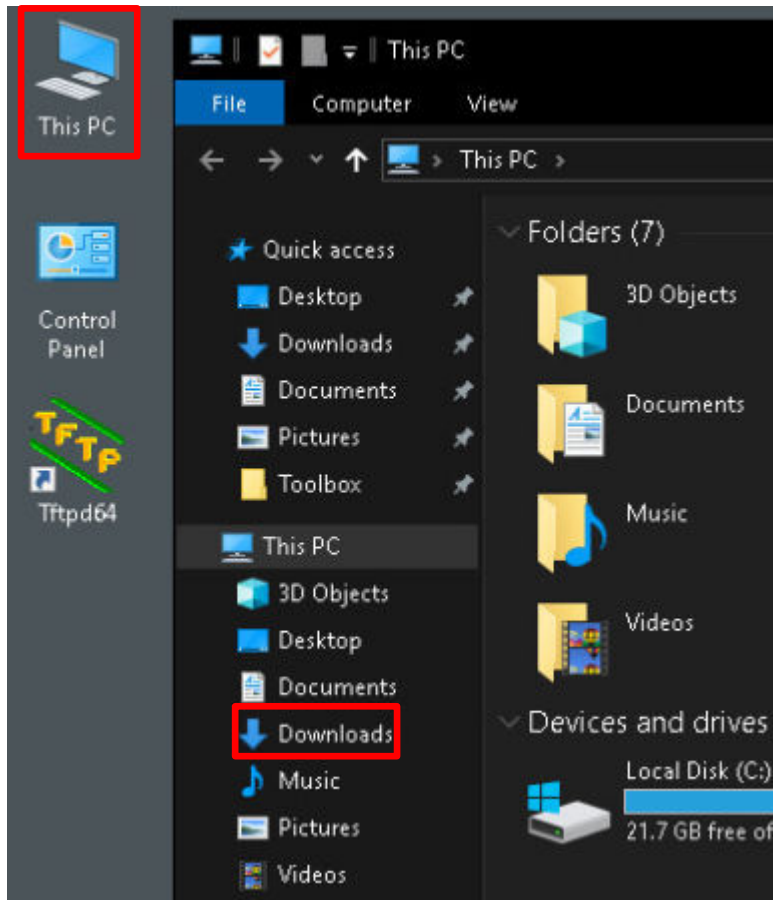 This PC
Control
Panel
TFTP
Tftpd64
This PC
File Computer View
This PC
Quick access
Desktop
Downloads
Documents
Pictures
Toolbox
This PC
3D Objects
Desktop
Documents
Downloads
Music
Pictures
Videos
Folders (7)
3D Objects
Documents
Music
Videos
Devices and drives
Local Disk (C:)
21.7 GB free of